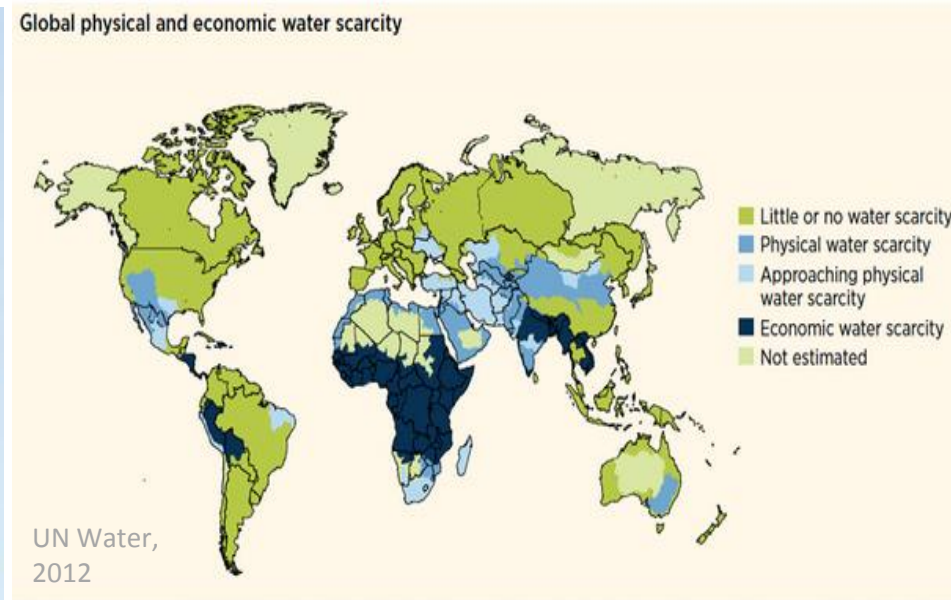 Global physical and economic water scarcity
Little or no water scarcity
Physical water scarcity
Approaching physical
water scarcity
Economic water scarcity
Not estimated
UN Water,
2012